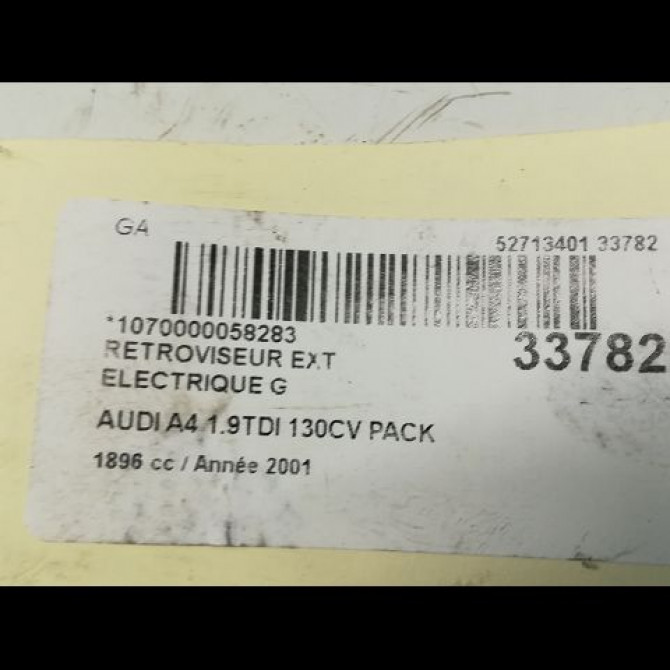 GA
52713401 33782
*1070000058283
33782
RETROVISEUR EXT
ELECTRIQUE G
AUDI A4 1.9TDI 130CV PACK
1896 cc / Année 2001